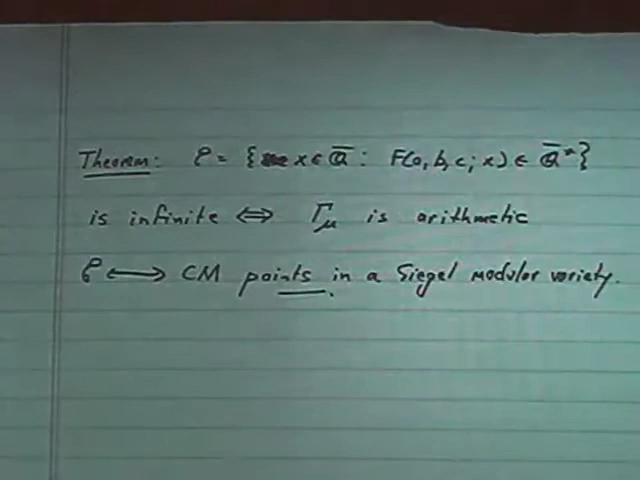 Theorem: ℰ = { x ∈ ℚ̄ : F(a, b, c; x) ∈ ℚ̄* }
is infinite ⟺ Γμ is arithmetic
ℰ ⟷ CM points in a Siegel modular variety.